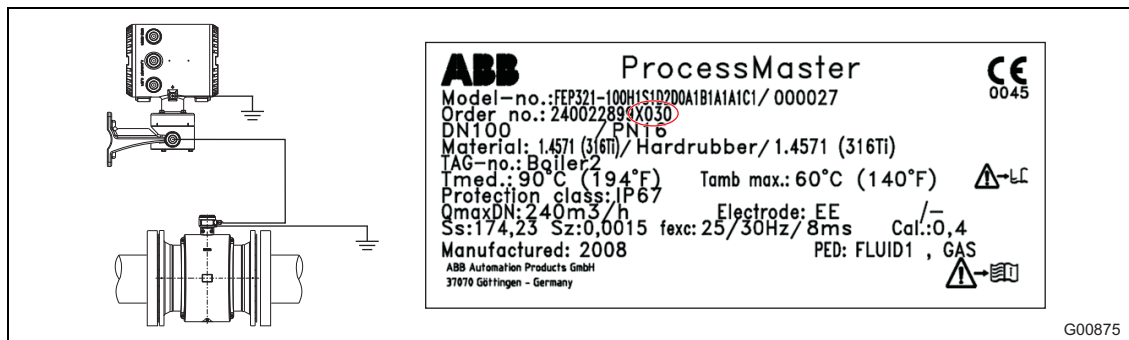 ABB ProcessMaster
CE
0045
Model-no.:FEP321-100H1S1D2D0A1B1A1A1C1/ 000027
Order no.: 240022899X030
DN100 / PN16
Material: 1.4571 (316Ti)/ Hardrubber/ 1.4571 (316Ti)
TAG-no.: Boiler2
Tmed.: 90°C (194°F) Tamb max.: 60°C (140°F)
Protection class:IP67
QmaxDN: 240m3/h Electrode: EE /-
Ss:174,23 Sz:0,0015 fexc: 25/30Hz/ 8ms Cal.:0,4
Manufactured: 2008 PED: FLUID1 , GAS
ABB Automation Products GmbH
37070 Göttingen - Germany
G00875